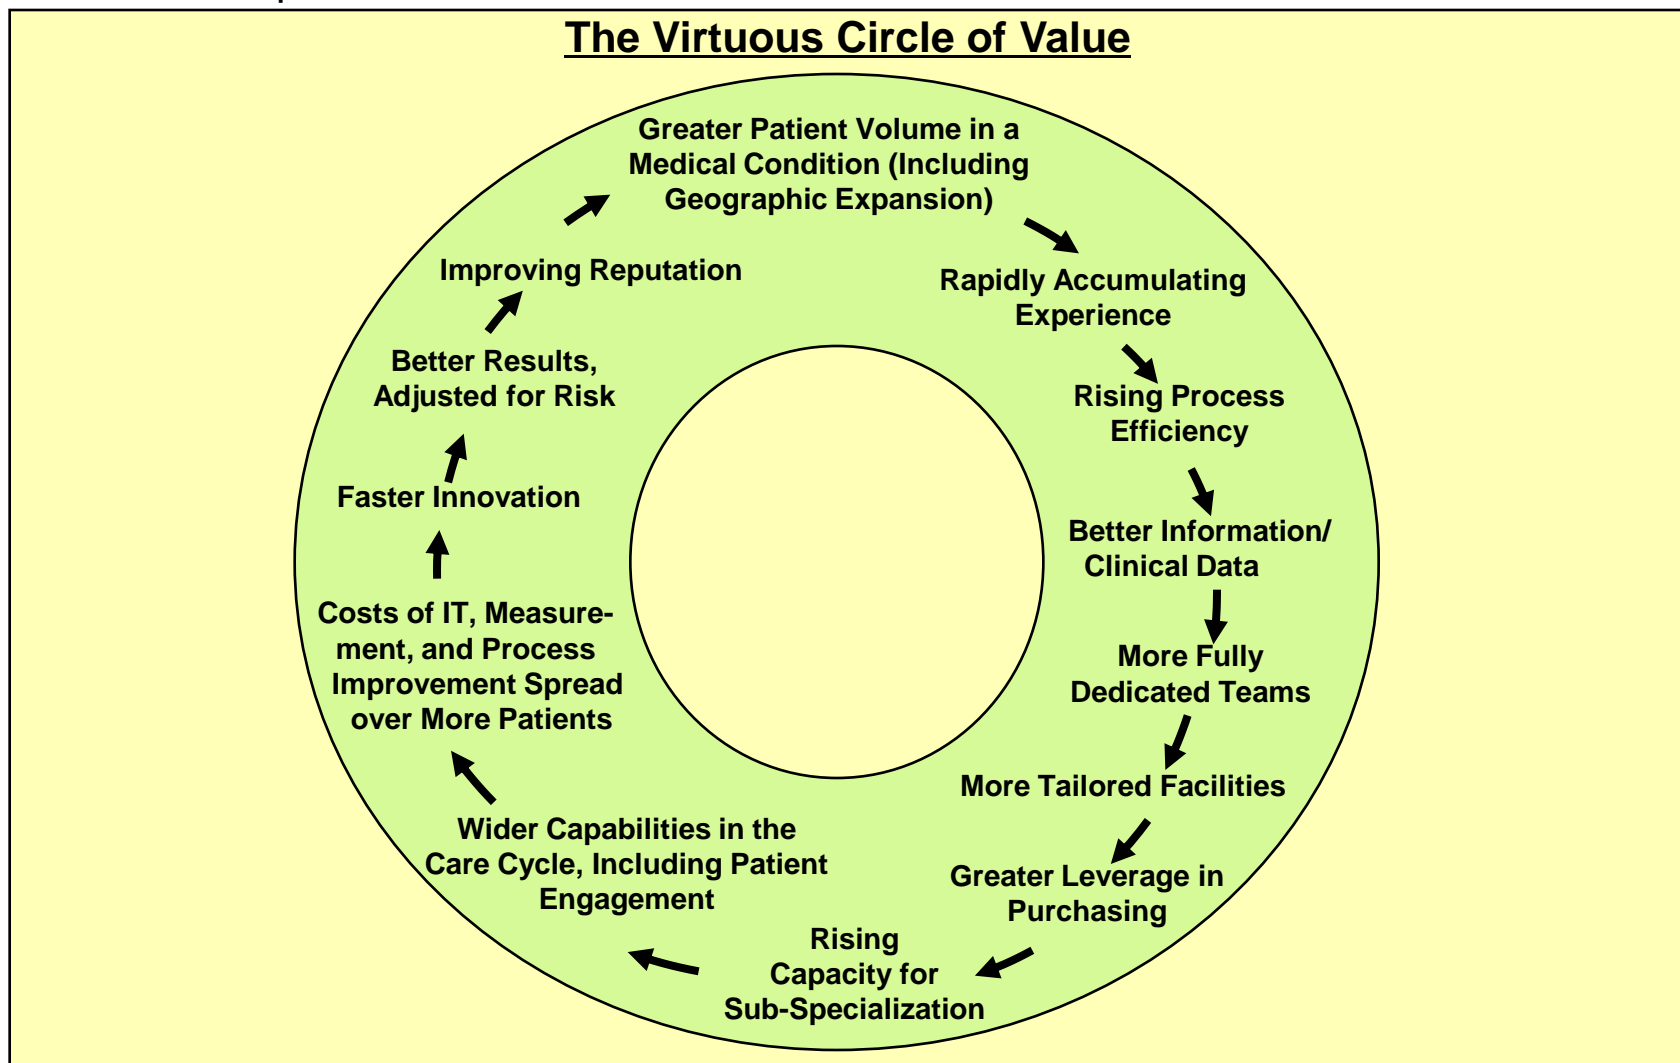 The Virtuous Circle of Value
Greater Patient Volume in a
Medical Condition (Including
Geographic Expansion)
Rapidly Accumulating
Experience
Rising Process
Efficiency
Better Information/
Clinical Data
More Fully
Dedicated Teams
More Tailored Facilities
Greater Leverage in
Purchasing
Rising
Capacity for
Sub-Specialization
Wider Capabilities in the
Care Cycle, Including Patient
Engagement
Costs of IT, Measure-
ment, and Process
Improvement Spread
over More Patients
Faster Innovation
Better Results,
Adjusted for Risk
Improving Reputation